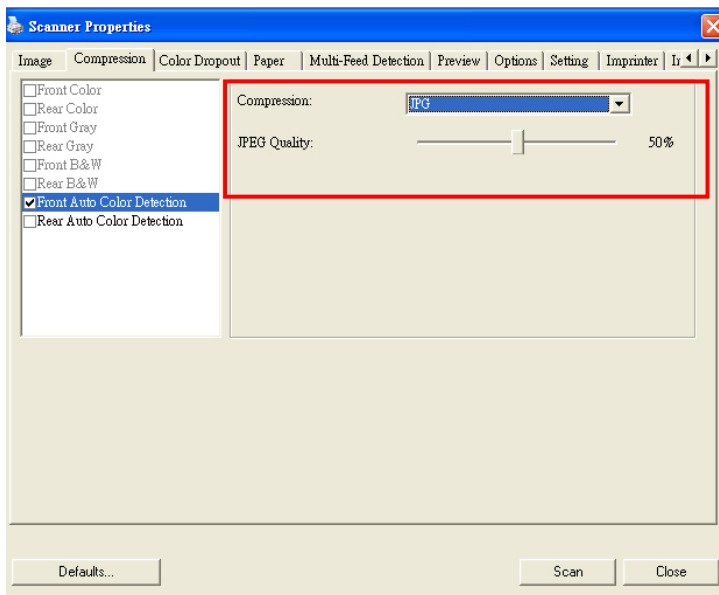 Scanner Properties
Image Compression Color Dropout Paper Multi-Feed Detection Preview Options Setting Imprinter
Front Color
Rear Color
Front Gray
Rear Gray
Front B&W
Rear B&W
Front Auto Color Detection
Rear Auto Color Detection
Compression: JPG
JPEG Quality: 50%
Defaults... Scan Close